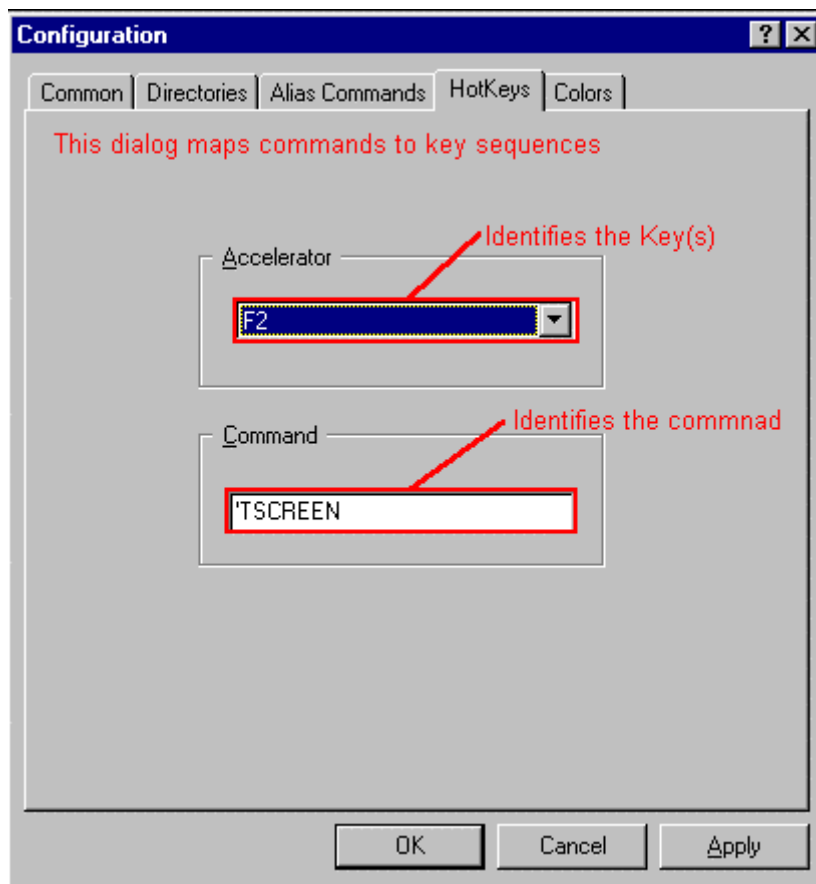 Configuration
? X
Common Directories Alias Commands HotKeys Colors
This dialog maps commands to key sequences
Identifies the Key(s)
Accelerator
F2
Identifies the commnad
Command
'TSCREEN
OK Cancel Apply